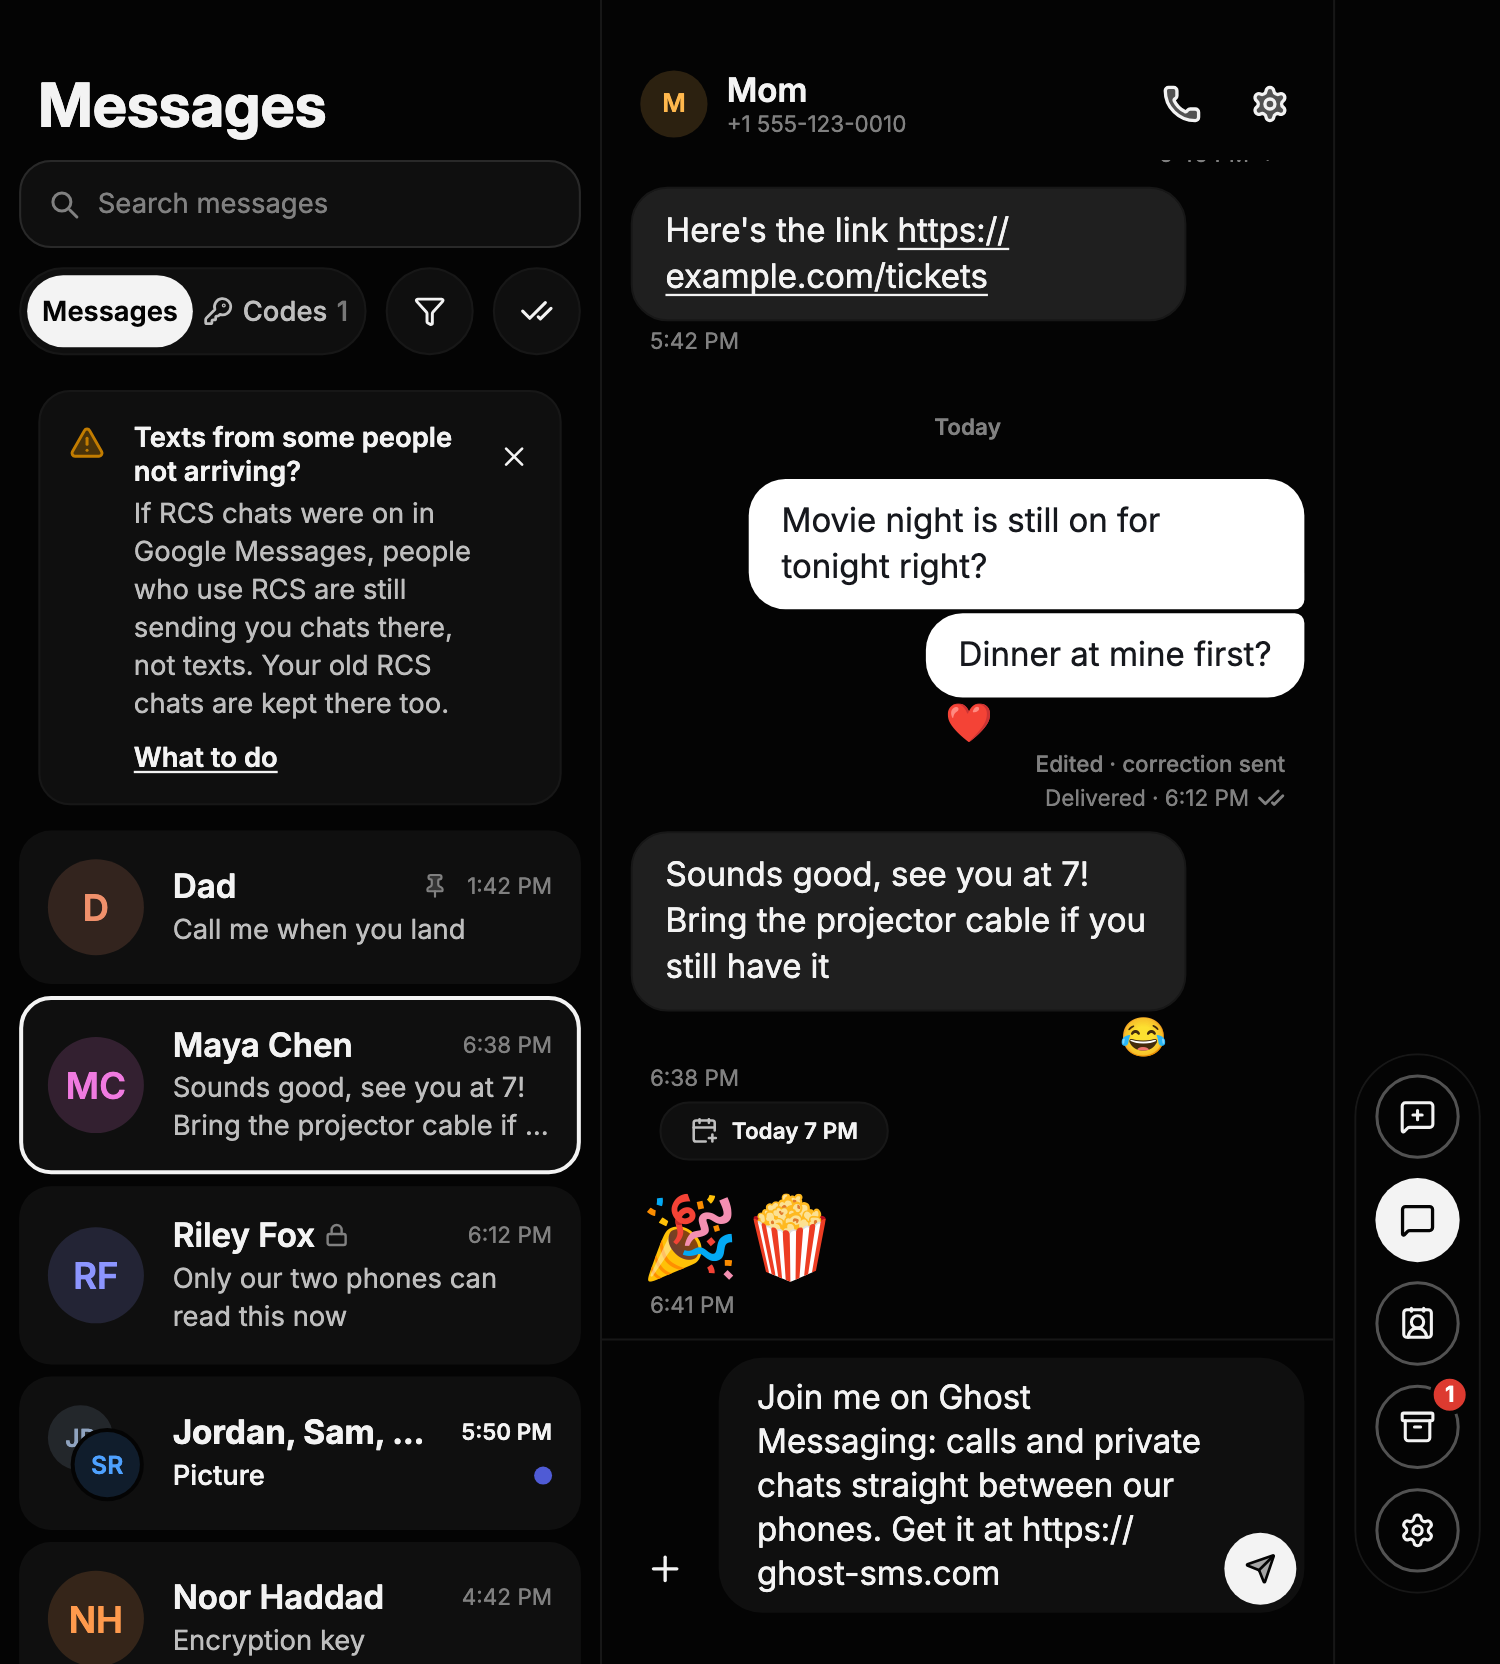 Messages
Search messages
Messages
Codes 1
Texts from some people
not arriving?
If RCS chats were on in
Google Messages, people
who use RCS are still
sending you chats there,
not texts. Your old RCS
chats are kept there too.
What to do
D
Dad
1:42 PM
Call me when you land
MC
Maya Chen
6:38 PM
Sounds good, see you at 7!
Bring the projector cable if ...
RF
Riley Fox
6:12 PM
Only our two phones can
read this now
SR
Jordan, Sam, ...
5:50 PM
Picture
NH
Noor Haddad
4:42 PM
Encryption key
M
Mom
+1 555-123-0010
Here's the link https://
example.com/tickets
5:42 PM
Today
Movie night is still on for
tonight right?
Dinner at mine first?
Edited · correction sent
Delivered · 6:12 PM
Sounds good, see you at 7!
Bring the projector cable if you
still have it
6:38 PM
Today 7 PM
6:41 PM
Join me on Ghost
Messaging: calls and private
chats straight between our
phones. Get it at https://
ghost-sms.com
1